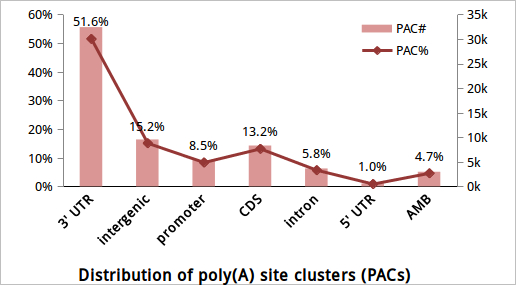 60%
50%
40%
30%
20%
10%
0%
35k
30k
25k
20k
15k
10k
5k
0k
PAC#
PAC%
51.6%
15.2%
8.5%
13.2%
5.8%
1.0%
4.7%
3' UTR
intergenic
promoter
CDS
intron
5' UTR
AMB
Distribution of poly(A) site clusters (PACs)